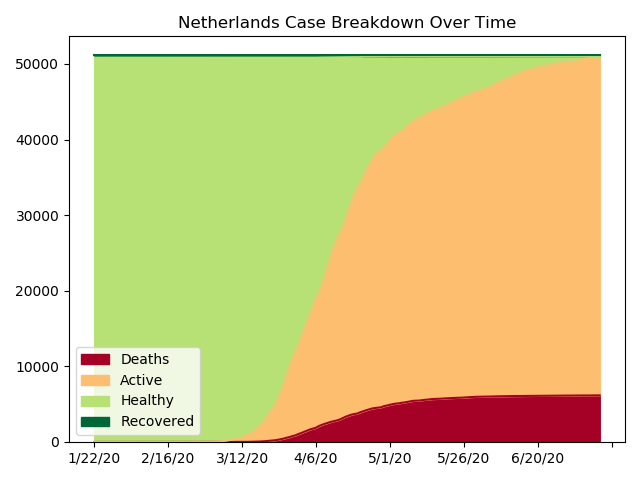 Netherlands Case Breakdown Over Time
50000
40000
30000
20000
10000
0
Deaths
Active
Healthy
Recovered
1/22/20 2/16/20 3/12/20 4/6/20 5/1/20 5/26/20 6/20/20